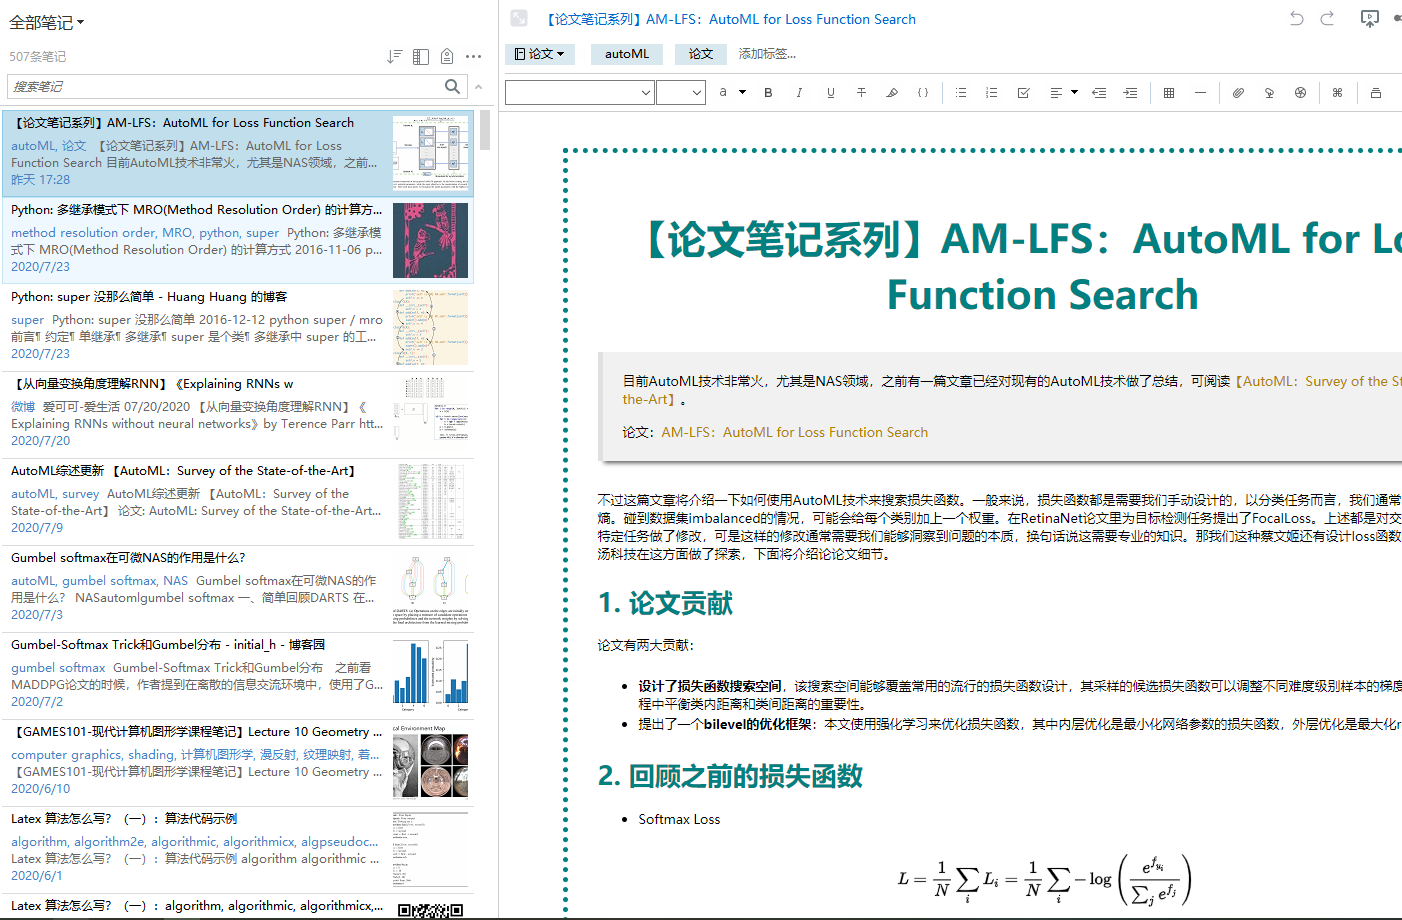 全部笔记
507条笔记
搜索笔记
【论文笔记系列】AM-LFS：AutoML for Loss Function Search
autoML, 论文 【论文笔记系列】AM-LFS：AutoML for Loss
Function Search 目前AutoML技术非常火，尤其是NAS领域，之前...
昨天 17:28
Python: 多继承模式下 MRO(Method Resolution Order) 的计算方...
method resolution order, MRO, python, super Python: 多继承模
式下 MRO(Method Resolution Order) 的计算方式 2016-11-06 p...
2020/7/23
Python: super 没那么简单 - Huang Huang 的博客
super Python: super 没那么简单 2016-12-12 python super / mro
前言¶ 约定¶ 单继承¶ 多继承¶ super 是个类¶ 多继承中 super 的工...
2020/7/23
【从向量变换角度理解RNN】《Explaining RNNs w
微博 爱可可-爱生活 07/20/2020 【从向量变换角度理解RNN】《
Explaining RNNs without neural networks》by Terence Parr htt...
2020/7/20
AutoML综述更新 【AutoML：Survey of the State-of-the-Art】
autoML, survey AutoML综述更新 【AutoML：Survey of the
State-of-the-Art】 论文: AutoML: Survey of the State-of-the-Art...
2020/7/9
Gumbel softmax在可微NAS的作用是什么？
autoML, gumbel softmax, NAS Gumbel softmax在可微NAS的作
用是什么？ NASautomlgumbel softmax 一、简单回顾DARTS 在...
2020/7/3
Gumbel-Softmax Trick和Gumbel分布 - initial_h - 博客园
gumbel softmax Gumbel-Softmax Trick和Gumbel分布 之前看
MADDPG论文的时候，作者提到在离散的信息交流环境中，使用了G...
2020/7/2
【GAMES101-现代计算机图形学课程笔记】Lecture 10 Geometry ...
computer graphics, shading, 计算机图形学, 漫反射, 纹理映射, 着...
【GAMES101-现代计算机图形学课程笔记】Lecture 10 Geometry ...
2020/6/10
cal Environment Map
Latex 算法怎么写？ （一）：算法代码示例
algorithm, algorithm2e, algorithmic, algorithmicx, algpseudoc...
Latex 算法怎么写？ （一）：算法代码示例 algorithm algorithmic ...
2020/6/1
Latex 算法怎么写？ （一）：algorithm, algorithmic, algorithmicx,...
【论文笔记系列】AM-LFS：AutoML for Loss Function Search
论文 autoML 论文 添加标签...
a B I U T {}
【论文笔记系列】AM-LFS：AutoML for Lo
Function Search
目前AutoML技术非常火，尤其是NAS领域，之前有一篇文章已经对现有的AutoML技术做了总结，可阅读【AutoML：Survey of the St
the-Art】。
论文：AM-LFS：AutoML for Loss Function Search
不过这篇文章将介绍一下如何使用AutoML技术来搜索损失函数。一般来说，损失函数都是需要我们手动设计的，以分类任务而言，我们通常
熵。碰到数据集imbalanced的情况，可能会给每个类别加上一个权重。在RetinaNet论文里为目标检测任务提出了FocalLoss。上述都是对交
特定任务做了修改，可是这样的修改通常需要我们能够洞察到问题的本质，换句话说这需要专业的知识。那我们这种蔡文姬还有设计loss函数
汤科技在这方面做了探索，下面将介绍论论文细节。
1. 论文贡献
论文有两大贡献：
设计了损失函数搜索空间，该搜索空间能够覆盖常用的流行的损失函数设计，其采样的候选损失函数可以调整不同难度级别样本的梯度
程中平衡类内距离和类间距离的重要性。
提出了一个bilevel的优化框架：本文使用强化学习来优化损失函数，其中内层优化是最小化网络参数的损失函数，外层优化是最大化r
2. 回顾之前的损失函数
Softmax Loss
L = \frac{1}{N} \sum_i L_i = \frac{1}{N} \sum_i -\log \left( \frac{e^{f_{y_i}}}{\sum_j e^{f_j}} \right)